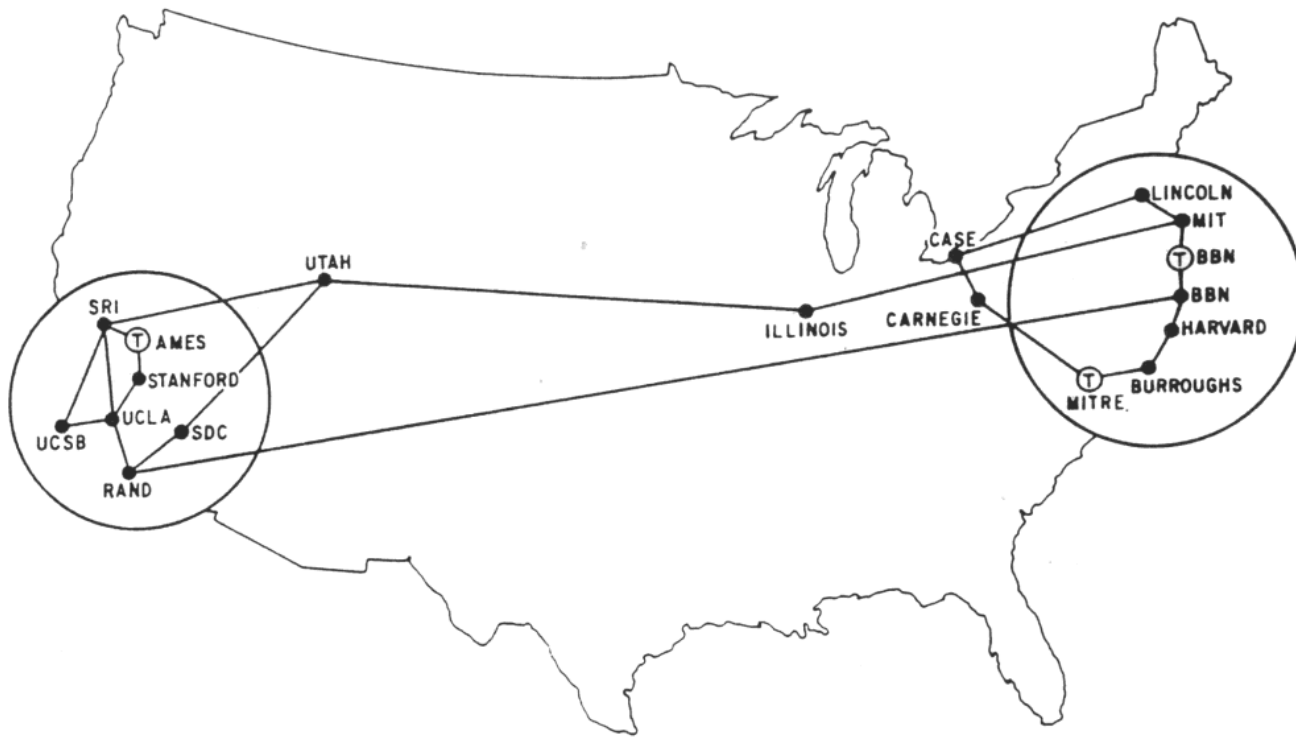 LINCOLN
MIT
CASE
T BBN
UTAH
BBN
SRI
ILLINOIS
CARNEGIE
HARVARD
T AMES
STANFORD
T
BURROUGHS
MITRE.
UCLA
SDC
UCSB
RAND